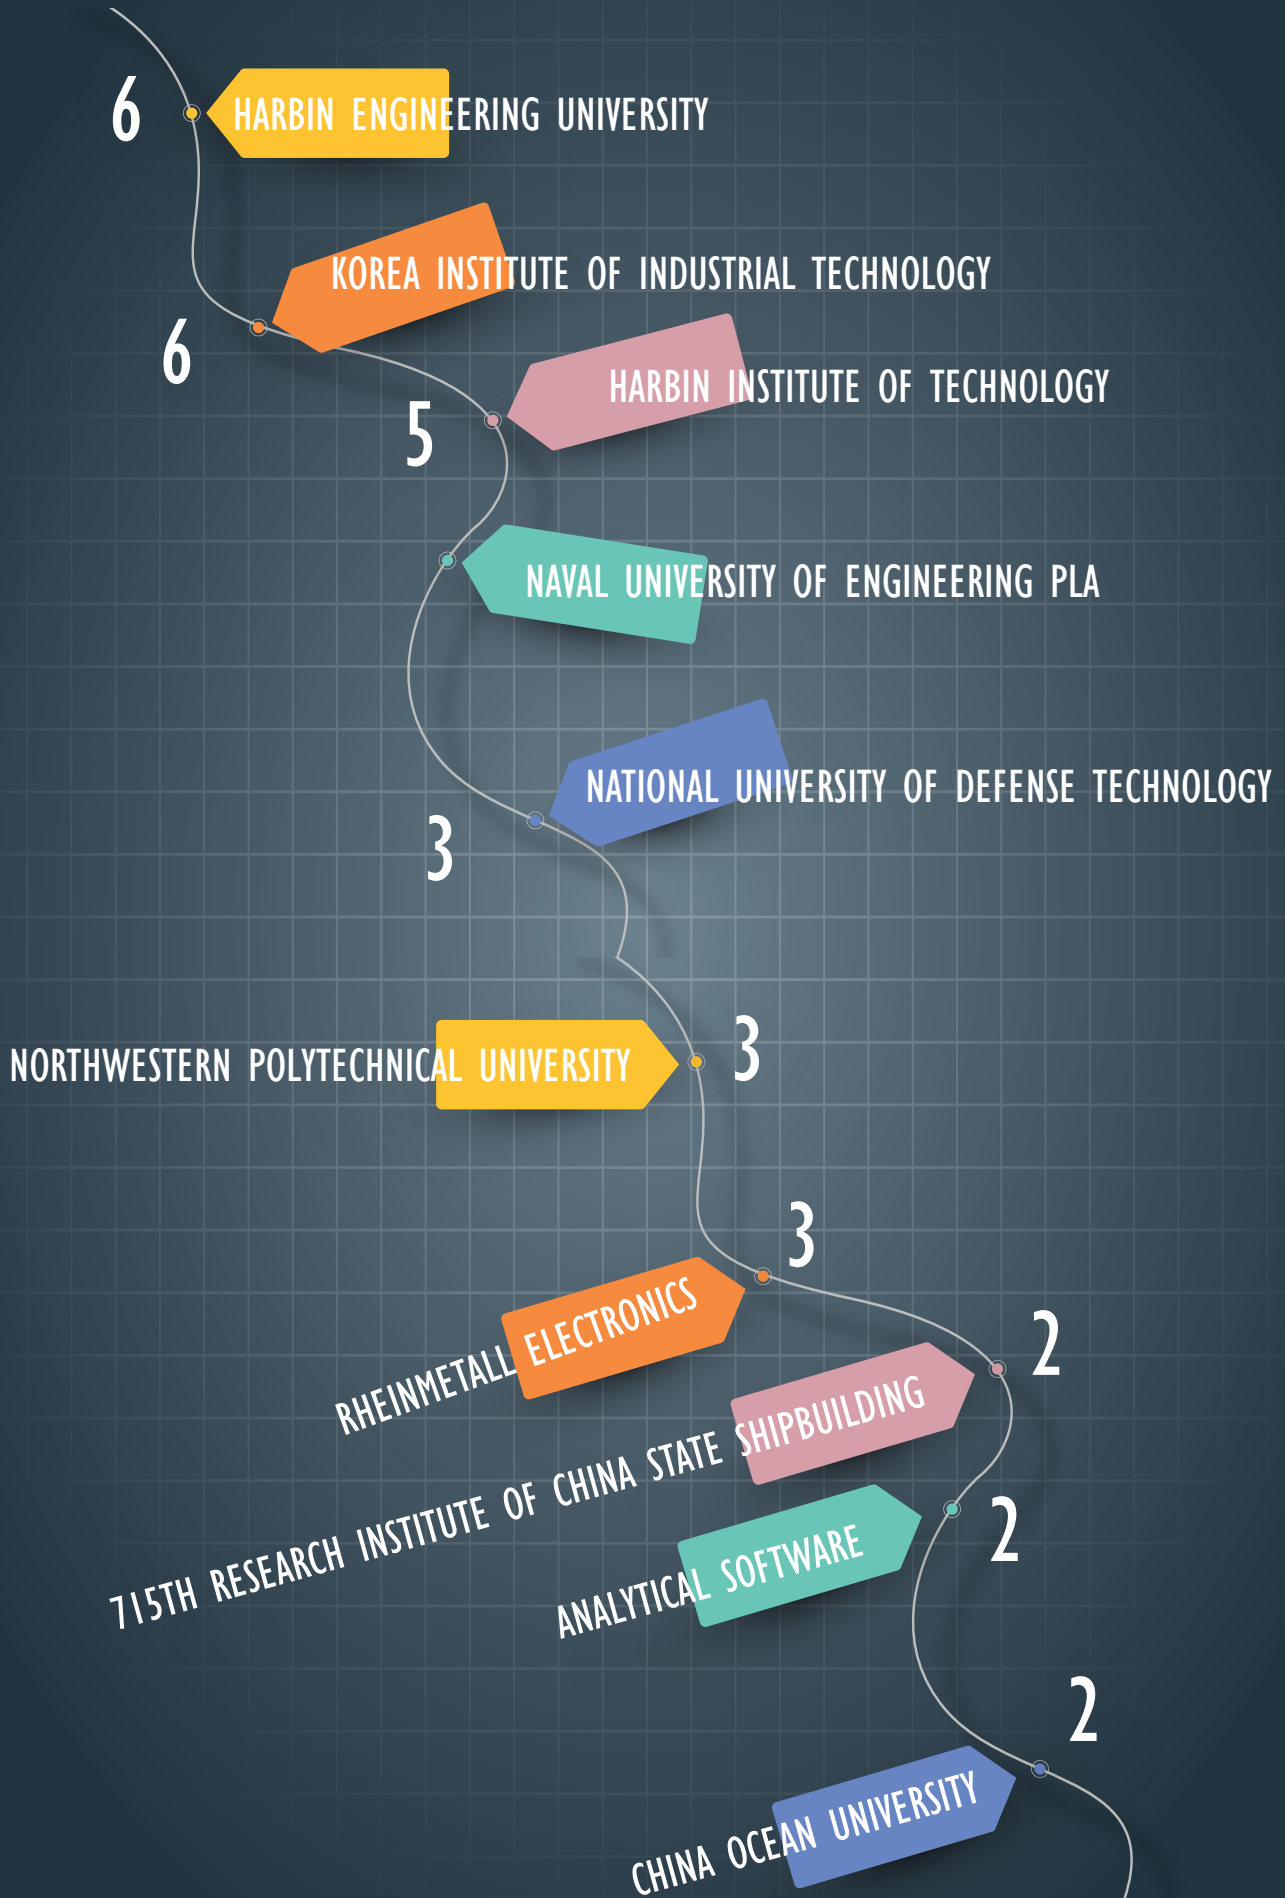 6 HARBIN ENGINEERING UNIVERSITY
KOREA INSTITUTE OF INDUSTRIAL TECHNOLOGY
6
HARBIN INSTITUTE OF TECHNOLOGY
5
NAVAL UNIVERSITY OF ENGINEERING PLA
NATIONAL UNIVERSITY OF DEFENSE TECHNOLOGY
3
NORTHWESTERN POLYTECHNICAL UNIVERSITY 3
3
RHEINMETALL ELECTRONICS
2
715TH RESEARCH INSTITUTE OF CHINA STATE SHIPBUILDING
2
ANALYTICAL SOFTWARE
2
CHINA OCEAN UNIVERSITY